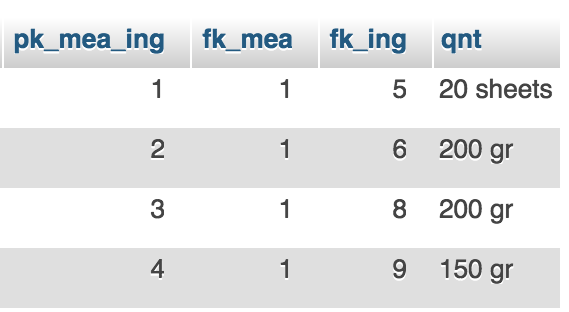 pk_mea_ing fk_mea fk_ing qnt
1 1 5 20 sheets
2 1 6 200 gr
3 1 8 200 gr
4 1 9 150 gr